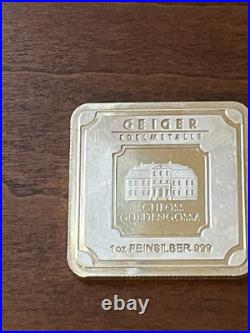 GEIGER
EDELMETALLE
SCHLOSS
GÜLDENGOSSA
1 oz FEINSILBER 999